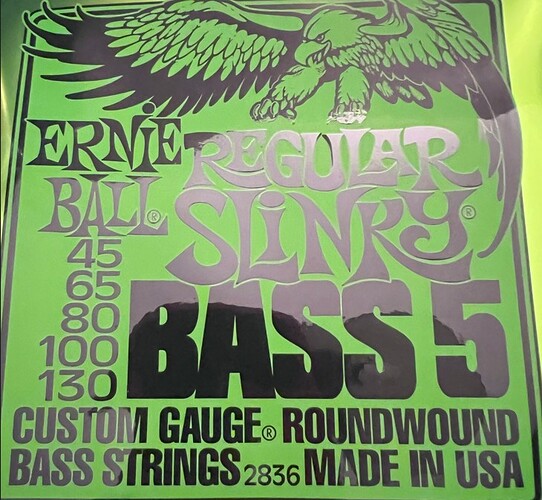 ERNIE BALL®
REGULAR SLINKY®
45
65
80
100
130
BASS 5
CUSTOM GAUGE® ROUNDWOUND
BASS STRINGS 2836 MADE IN USA